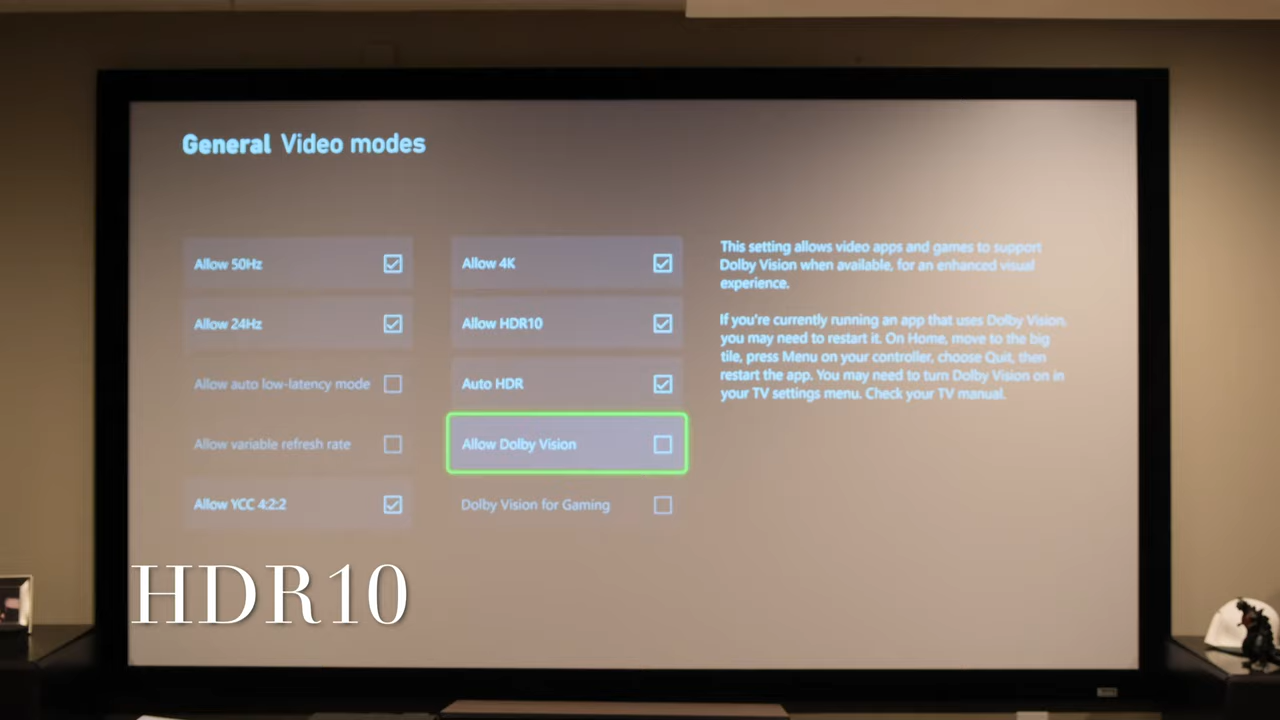 General Video modes
Allow 50Hz
Allow 24Hz
Allow auto low-latency mode
Allow variable refresh rate
Allow YCC 4:2:2
Allow 4K
Allow HDR10
Auto HDR
Allow Dolby Vision
Dolby Vision for Gaming
This setting allows video apps and games to support
Dolby Vision when available, for an enhanced visual
experience.
If you're currently running an app that uses Dolby Vision,
you may need to restart it. On Home, move to the big
tile, press Menu on your controller, choose Quit, then
restart the app. You may need to turn Dolby Vision on in
your TV settings menu. Check your TV manual.
HDR10